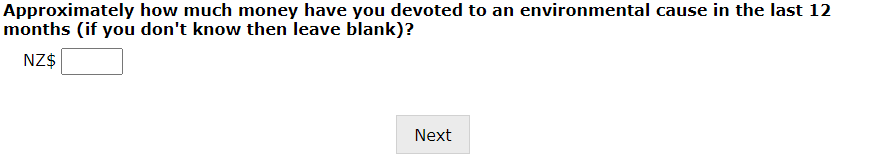 Approximately how much money have you devoted to an environmental cause in the last 12
months (if you don't know then leave blank)?
NZ$
Next